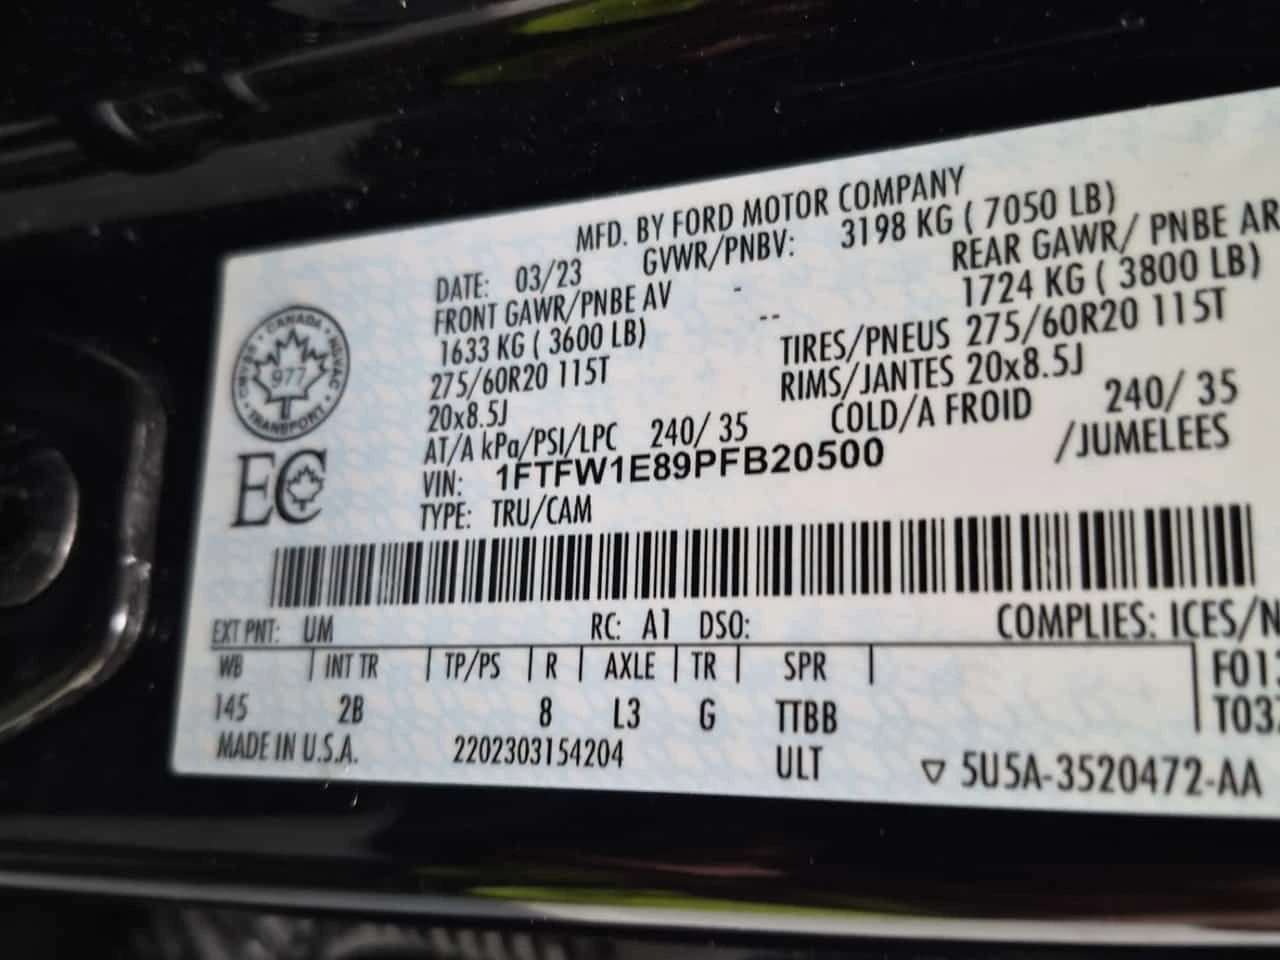 MFD. BY FORD MOTOR COMPANY
DATE: 03/23 GVWR/PNBV: 3198 KG ( 7050 LB)
FRONT GAWR/PNBE AV - REAR GAWR/ PNBE AR
1633 KG ( 3600 LB) -- 1724 KG ( 3800 LB)
275/60R20 115T TIRES/PNEUS 275/60R20 115T
20x8.5J RIMS/JANTES 20x8.5J
AT/A kPa/PSI/LPC 240/ 35 COLD/A FROID 240/ 35
VIN: 1FTFW1E89PFB20500 /JUMELEES
TYPE: TRU/CAM
CANADA
977
TRANSPORT
EC
EXT PNT: UM RC: A1 DSO: COMPLIES: ICES/N
WB | INT TR | TP/PS | R | AXLE | TR | SPR | F01
145 2B 8 L3 G TTBB T03
MADE IN U.S.A. 2202303154204 ULT ▽ 5U5A-3520472-AA